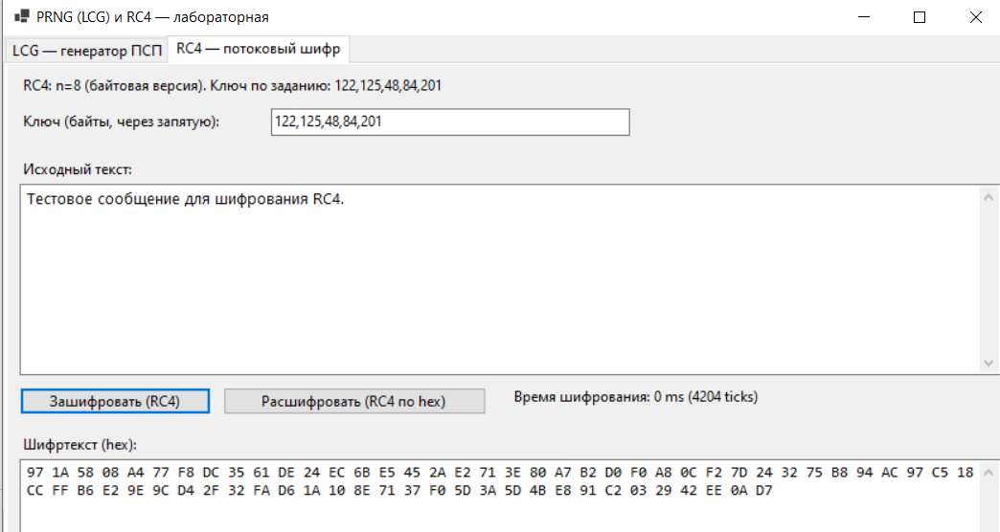 PRNG (LCG) и RC4 — лабораторная
LCG — генератор ПСП
RC4 — потоковый шифр
RC4: n=8 (байтовая версия). Ключ по заданию: 122,125,48,84,201
Ключ (байты, через запятую):
122,125,48,84,201
Исходный текст:
Тестовое сообщение для шифрования RC4.
Зашифровать (RC4)
Расшифровать (RC4 по hex)
Время шифрования: 0 ms (4204 ticks)
Шифртекст (hex):
97 1A 58 08 A4 77 F8 DC 35 61 DE 24 EC 6B E5 45 2A E2 71 3E 80 A7 B2 D0 F0 A8 0C F2 7D 24 32 75 B8 94 AC 97 C5 18
CC FF B6 E2 9E 9C D4 2F 32 FA D6 1A 10 8E 71 37 F0 5D 3A 5D 4B E8 91 C2 03 29 42 EE 0A D7